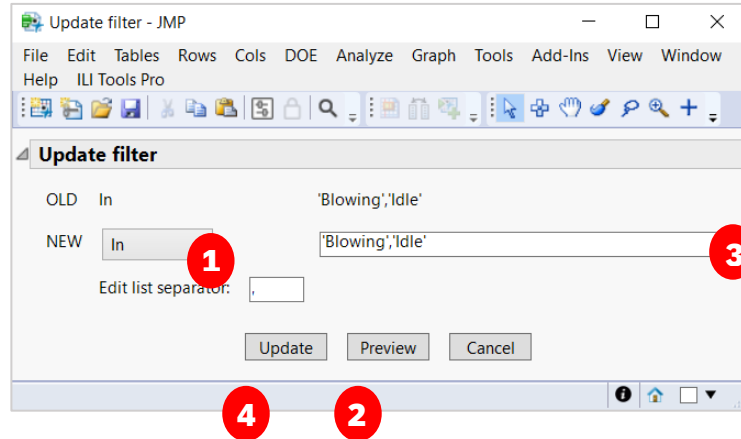 Update filter - JMP
File Edit Tables Rows Cols DOE Analyze Graph Tools Add-Ins View Window
Help ILI Tools Pro
Update filter
OLD In 'Blowing','Idle'
NEW In 1 'Blowing','Idle' 3
Edit list separator: ,
Update Preview Cancel
4 2